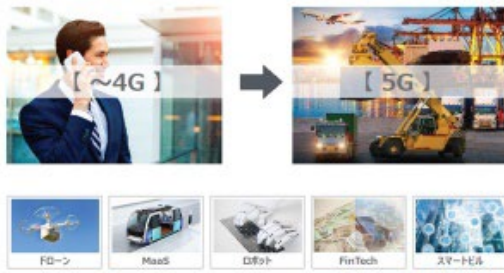 【 ～4G 】
【 5G 】
ドローン
MaaS
ロボット
FinTech
スマートビル